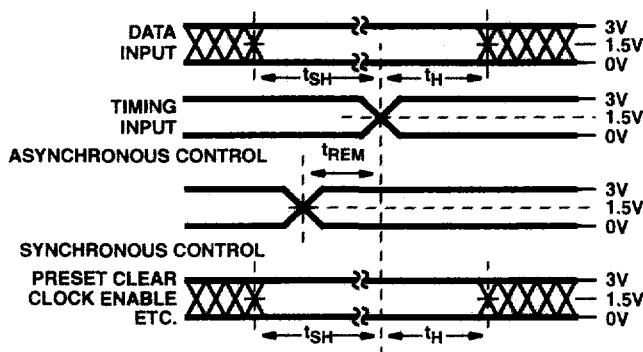 DATA INPUT
3V
1.5V
0V
tSH
tH
TIMING INPUT
3V
1.5V
0V
ASYNCHRONOUS CONTROL
tREM
3V
1.5V
0V
SYNCHRONOUS CONTROL
PRESET CLEAR
CLOCK ENABLE
ETC.
3V
1.5V
0V
tSH
tH